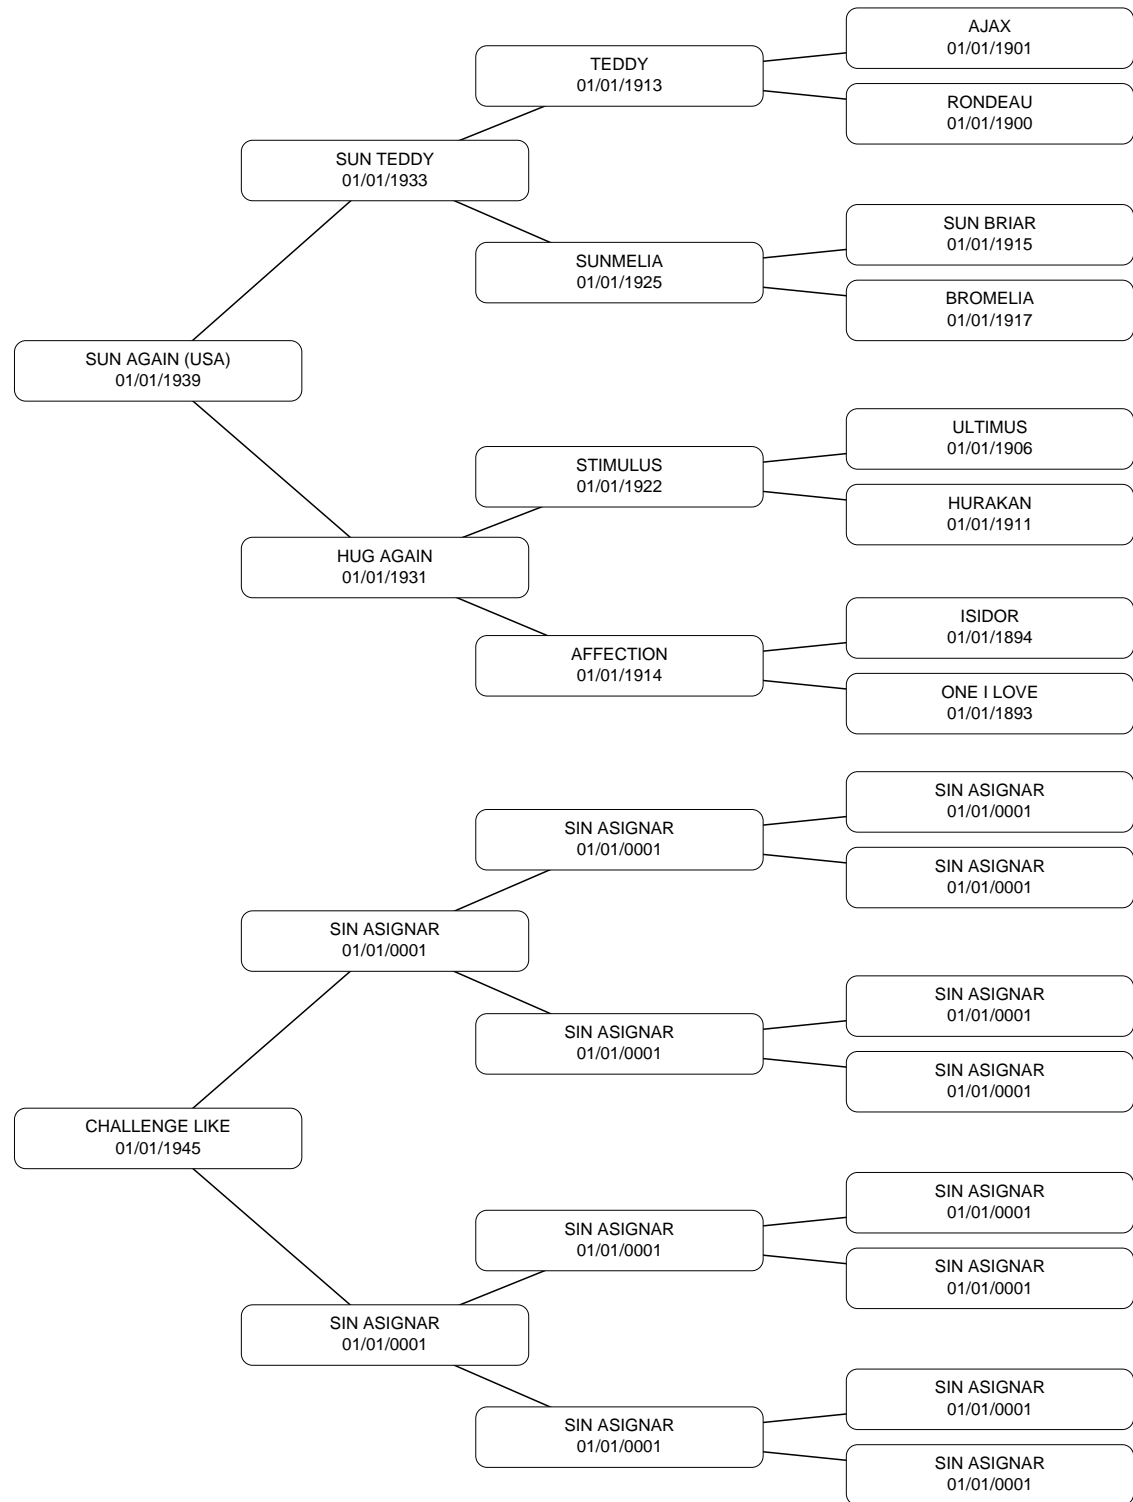 AJAX
01/01/1901
TEDDY
01/01/1913
RONDEAU
01/01/1900
SUN TEDDY
01/01/1933
SUN BRIAR
01/01/1915
SUNMELIA
01/01/1925
BROMELIA
01/01/1917
SUN AGAIN (USA)
01/01/1939
ULTIMUS
01/01/1906
STIMULUS
01/01/1922
HURAKAN
01/01/1911
HUG AGAIN
01/01/1931
ISIDOR
01/01/1894
AFFECTION
01/01/1914
ONE I LOVE
01/01/1893
SIN ASIGNAR
01/01/0001
SIN ASIGNAR
01/01/0001
SIN ASIGNAR
01/01/0001
SIN ASIGNAR
01/01/0001
SIN ASIGNAR
01/01/0001
SIN ASIGNAR
01/01/0001
SIN ASIGNAR
01/01/0001
CHALLENGE LIKE
01/01/1945
SIN ASIGNAR
01/01/0001
SIN ASIGNAR
01/01/0001
SIN ASIGNAR
01/01/0001
SIN ASIGNAR
01/01/0001
SIN ASIGNAR
01/01/0001
SIN ASIGNAR
01/01/0001
SIN ASIGNAR
01/01/0001